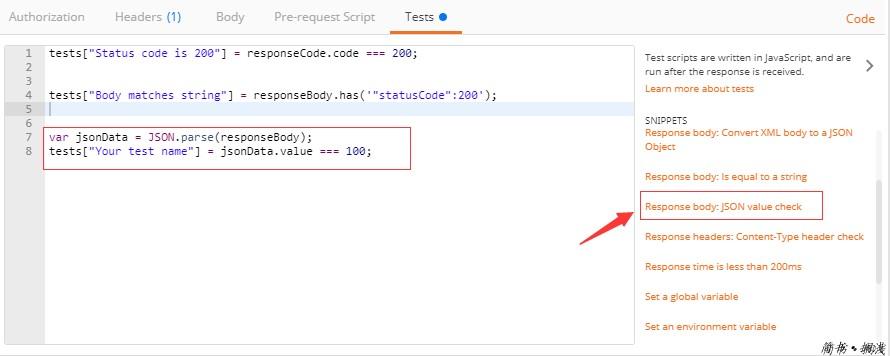 Authorization Headers (1) Body Pre-request Script Tests Code
1 tests["Status code is 200"] = responseCode.code === 200;
2
3
4 tests["Body matches string"] = responseBody.has('"statusCode":200');
5
6
7 var jsonData = JSON.parse(responseBody);
8 tests["Your test name"] = jsonData.value === 100;
Test scripts are written in JavaScript, and are
run after the response is received.
Learn more about tests
SNIPPETS
Response body: Convert XML body to a JSON
Object
Response body: Is equal to a string
Response body: JSON value check
Response headers: Content-Type header check
Response time is less than 200ms
Set a global variable
Set an environment variable
简书